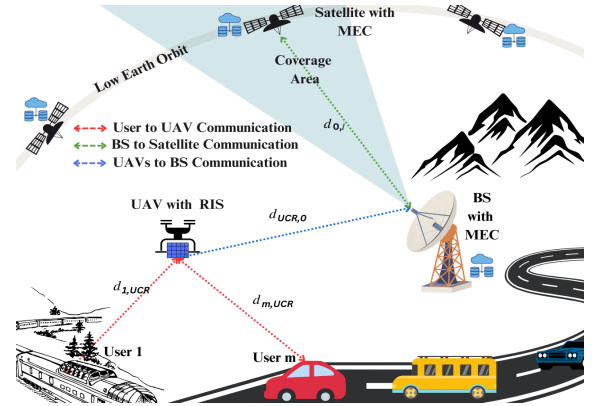 Satellite with
MEC
Low Earth Orbit
Coverage
Area
d0,i
User to UAV Communication
BS to Satellite Communication
UAVs to BS Communication
UAV with RIS
BS
with
MEC
dUCR,0
d1,UCR
dm,UCR
User 1
User m